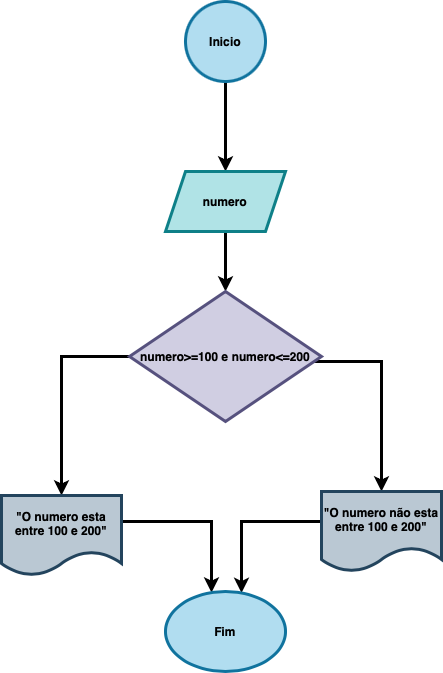 Inicio
numero
numero>=100 e numero<=200
"O numero esta
entre 100 e 200"
"O numero não esta
entre 100 e 200"
Fim